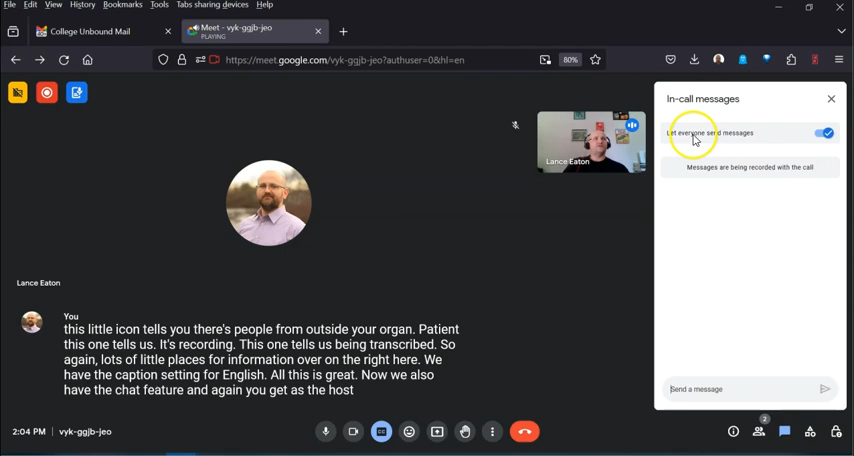 File Edit View History Bookmarks Tools Tabs sharing devices Help
College Unbound Mail
Meet - vyk-ggjb-jeo
PLAYING
https://meet.google.com/vyk-ggjb-jeo?authuser=0&hl=en
80%
In-call messages
Let everyone send messages
Messages are being recorded with the call
Lance Eaton
Lance Eaton
You
this little icon tells you there's people from outside your organ. Patient
this one tells us. It's recording. This one tells us being transcribed. So
again, lots of little places for information over on the right here. We
have the caption setting for English. All this is great. Now we also
have the chat feature and again you get as the host
Send a message
2:04 PM | vyk-ggjb-jeo
CC
2